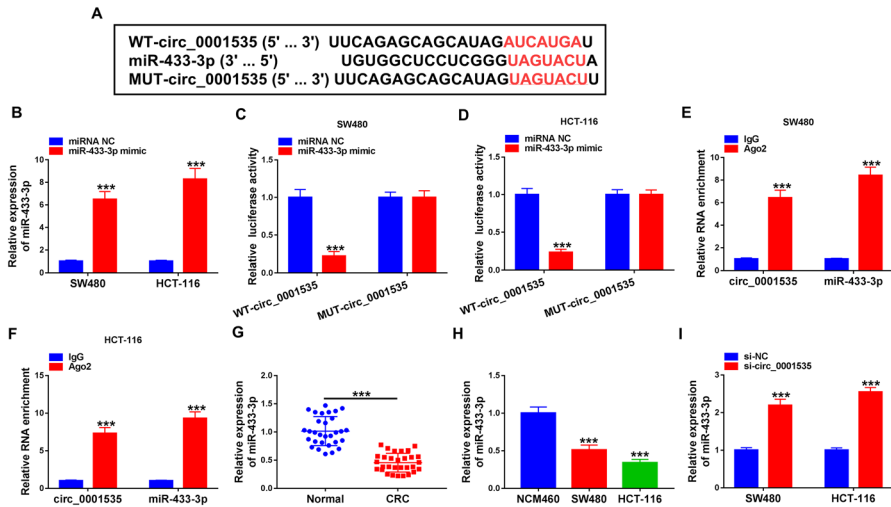 A
WT-circ_0001535 (5' ... 3') UUCAGAGCAGCAUAGAUCAUGAU
miR-433-3p (3' ... 5') UGUGGCUCCUCGGGUAGUACUA
MUT-circ_0001535 (5' ... 3') UUCAGAGCAGCAUAGUAGUACUU
B
miRNA NC
miR-433-3p mimic
Relative expression
of miR-433-3p
10
8
6
4
2
0
***
***
SW480
HCT-116
C
SW480
miRNA NC
miR-433-3p mimic
Relative luciferase activity
1.5
1.0
0.5
0.0
***
WT-circ_0001535
MUT-circ_0001535
D
HCT-116
miRNA NC
miR-433-3p mimic
Relative luciferase activity
1.5
1.0
0.5
0.0
***
WT-circ_0001535
MUT-circ_0001535
E
SW480
IgG
Ago2
Relative RNA enrichment
10
8
6
4
2
0
***
***
circ_0001535
miR-433-3p
F
HCT-116
IgG
Ago2
Relative RNA enrichment
15
10
5
0
***
***
circ_0001535
miR-433-3p
G
Relative expression
of miR-433-3p
2.0
1.5
1.0
0.5
0.0
***
Normal
CRC
H
Relative expression
of miR-433-3p
1.5
1.0
0.5
0.0
***
***
NCM460
SW480
HCT-116
I
si-NC
si-circ_0001535
Relative expression
of miR-433-3p
3
2
1
0
***
***
SW480
HCT-116